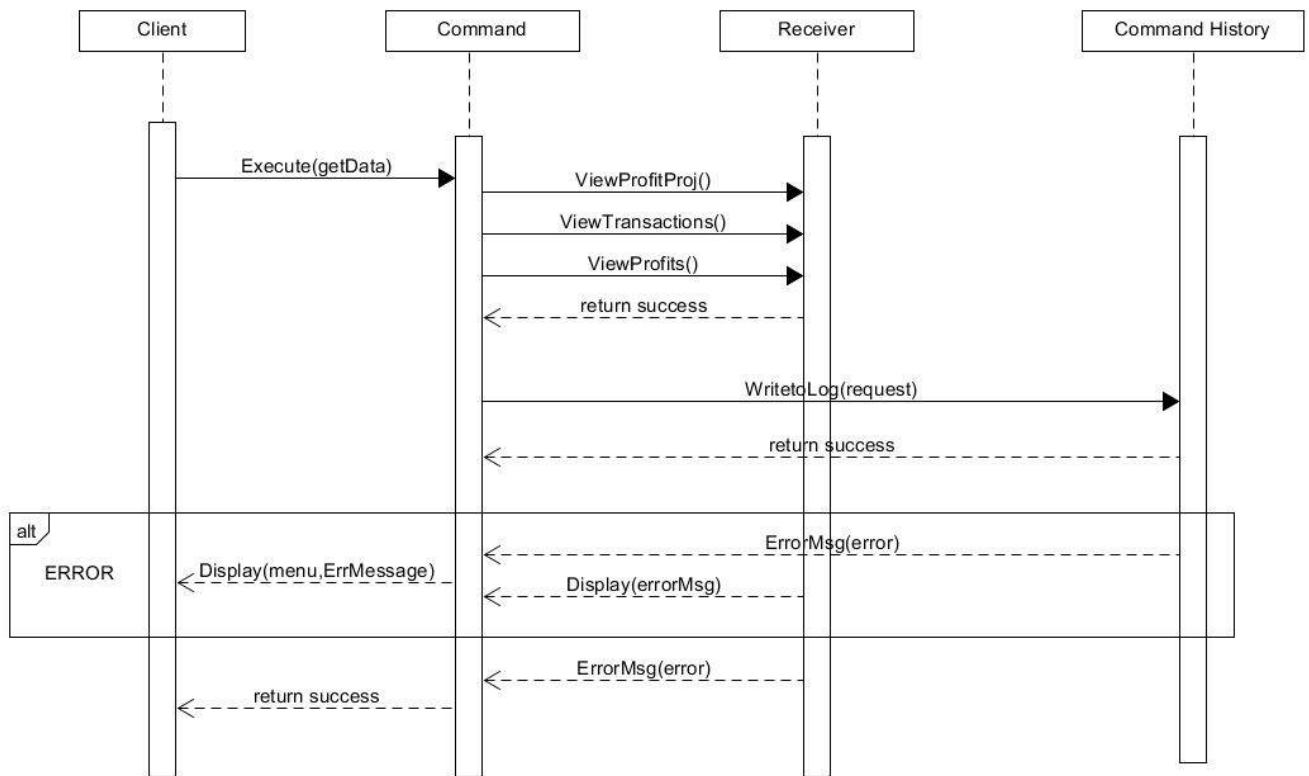 Client
Command
Receiver
Command History
Execute(getData)
ViewProfitProj()
ViewTransactions()
ViewProfits()
return success
WritetoLog(request)
return success
alt
ErrorMsg(error)
ERROR
Display(menu,ErrMessage)
Display(errorMsg)
ErrorMsg(error)
return success